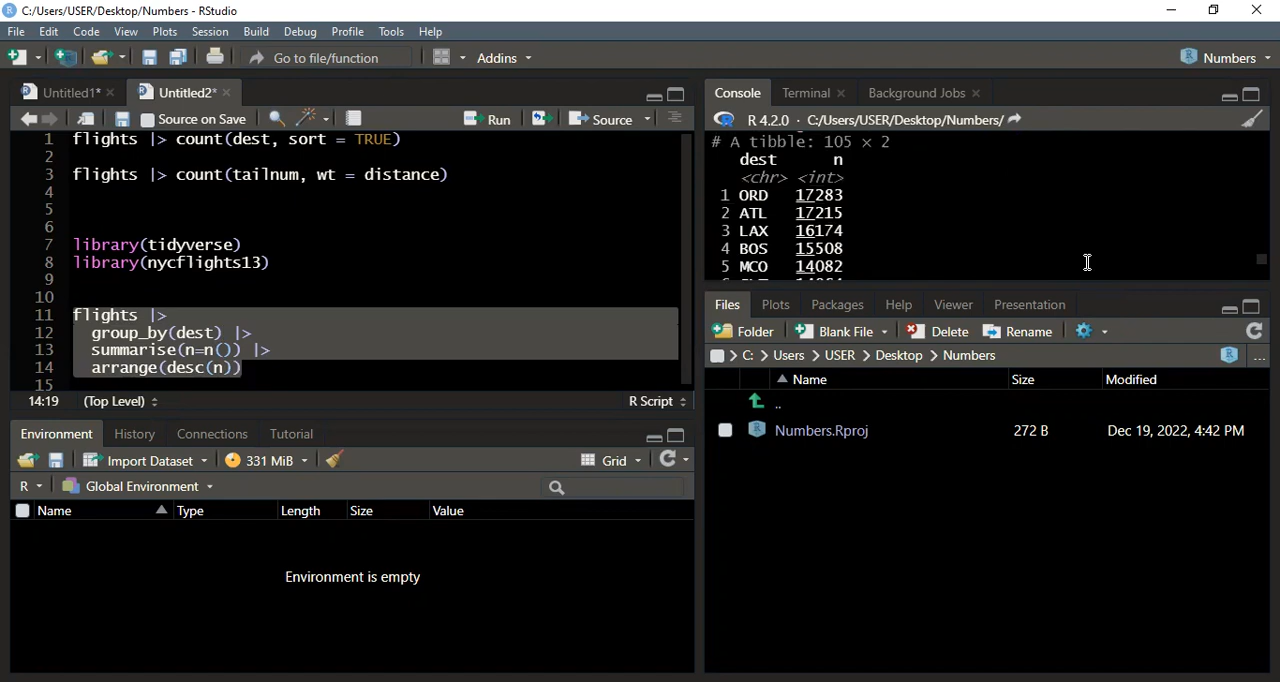 C:/Users/USER/Desktop/Numbers - RStudio
File Edit Code View Plots Session Build Debug Profile Tools Help
Go to file/function Addins Numbers
Untitled1* Untitled2*
Source on Save Run Source
1 flights |> count(dest, sort = TRUE)
2
3 flights |> count(tailnum, wt = distance)
4
5
6
7 library(tidyverse)
8 library(nycflights13)
9
10
11 flights |>
12 group_by(dest) |>
13 summarise(n=n()) |>
14 arrange(desc(n))
15
14:19 (Top Level) R Script
Console Terminal Background Jobs
R 4.2.0 · C:/Users/USER/Desktop/Numbers/
# A tibble: 105 × 2
dest n
<chr> <int>
1 ORD 17283
2 ATL 17215
3 LAX 16174
4 BOS 15508
5 MCO 14082
Environment History Connections Tutorial
Import Dataset 331 MiB Grid
R Global Environment
Name Type Length Size Value
Environment is empty
Files Plots Packages Help Viewer Presentation
Folder Blank File Delete Rename
C: > Users > USER > Desktop > Numbers ...
Name Size Modified
..
Numbers.Rproj 272 B Dec 19, 2022, 4:42 PM